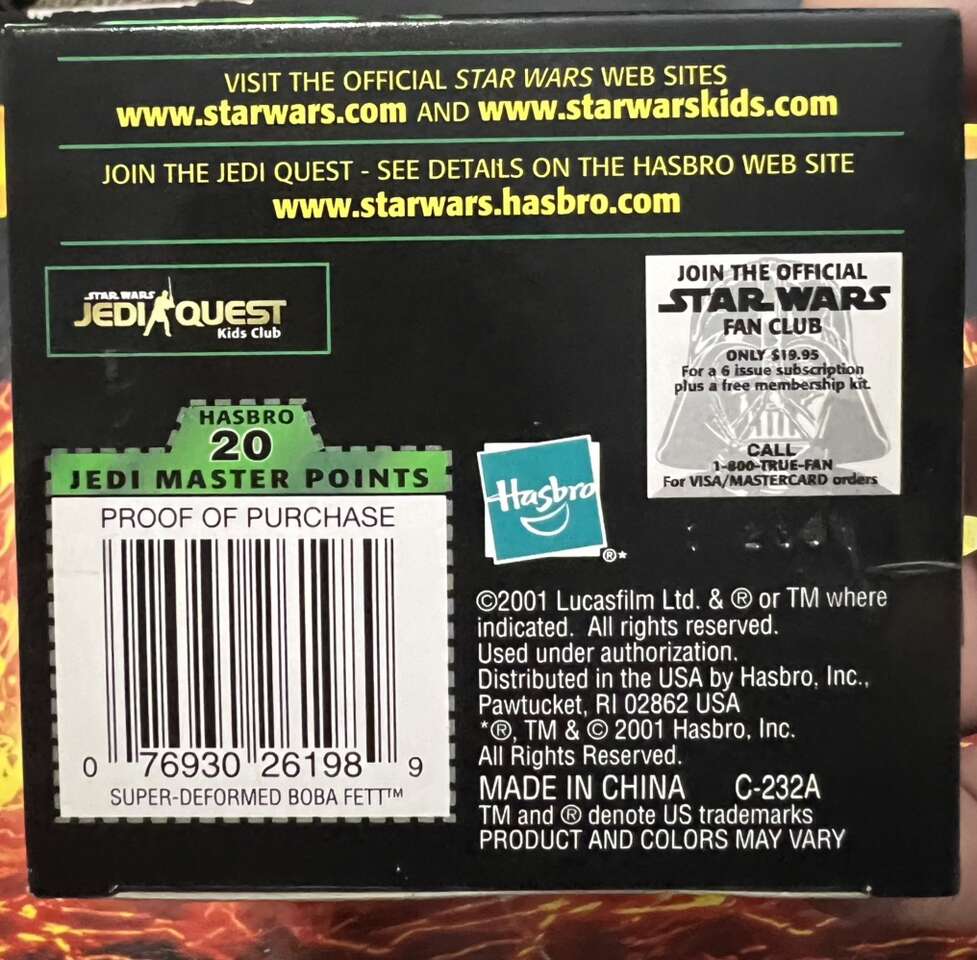 VISIT THE OFFICIAL STAR WARS WEB SITES
www.starwars.com AND www.starwarskids.com
JOIN THE JEDI QUEST - SEE DETAILS ON THE HASBRO WEB SITE
www.starwars.hasbro.com
STAR WARS
JEDI QUEST
Kids Club
JOIN THE OFFICIAL
STAR WARS
FAN CLUB
ONLY $19.95
For a 6 issue subscription
plus a free membership kit.
CALL
1-800-TRUE-FAN
For VISA/MASTERCARD orders
HASBRO
20
JEDI MASTER POINTS
PROOF OF PURCHASE
0 76930 26198 9
SUPER-DEFORMED BOBA FETT™
Hasbro
®*
©2001 Lucasfilm Ltd. & ® or TM where
indicated. All rights reserved.
Used under authorization.
Distributed in the USA by Hasbro, Inc.,
Pawtucket, RI 02862 USA
*®, TM & © 2001 Hasbro, Inc.
All Rights Reserved.
MADE IN CHINA C-232A
TM and ® denote US trademarks
PRODUCT AND COLORS MAY VARY